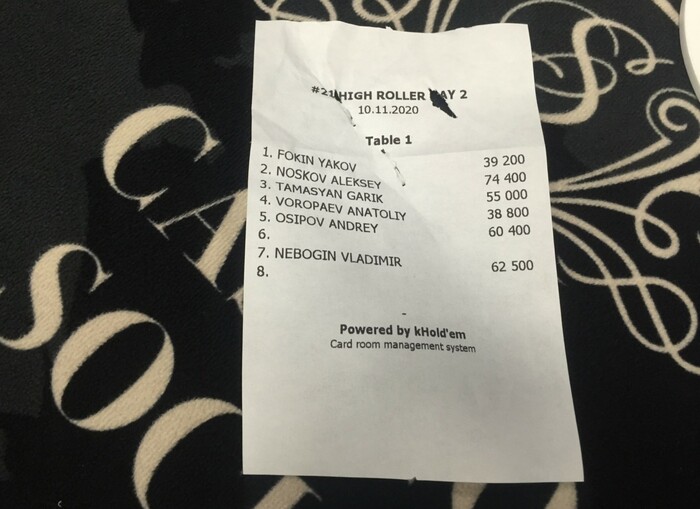 #21 HIGH ROLLER DAY 2
10.11.2020
Table 1
1. FOKIN YAKOV 39 200
2. NOSKOV ALEKSEY 74 400
3. TAMASYAN GARIK 55 000
4. VOROPAEV ANATOLIY 38 800
5. OSIPOV ANDREY 60 400
6.
7. NEBOGIN VLADIMIR 62 500
8.
-
Powered by kHold'em
Card room management system
CA
SO